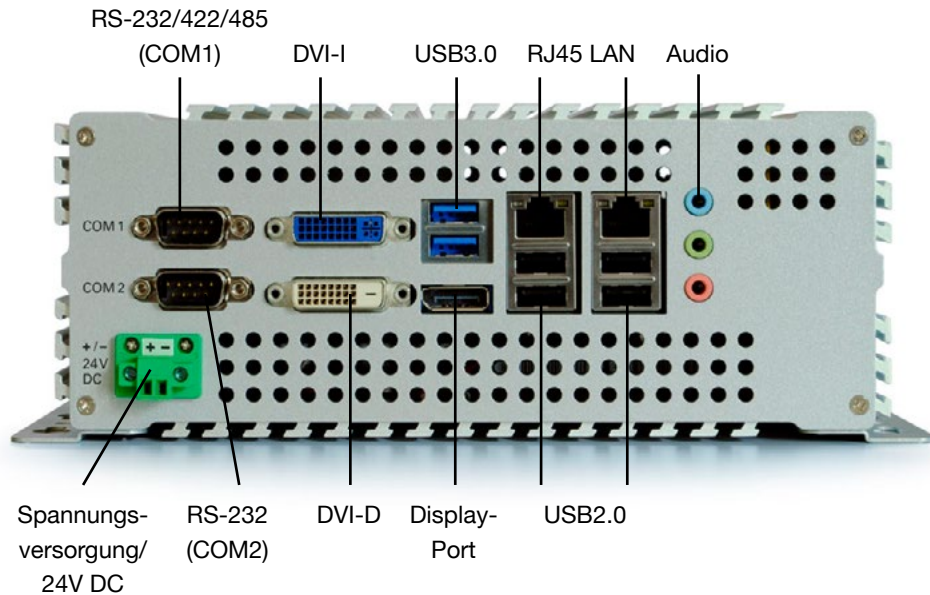 RS-232/422/485
(COM1)
DVI-I
USB3.0
RJ45 LAN
Audio
COM 1
COM 2
+/−
24V
DC
+ −
Spannungs-
versorgung/
24V DC
RS-232
(COM2)
DVI-D
Display-
Port
USB2.0